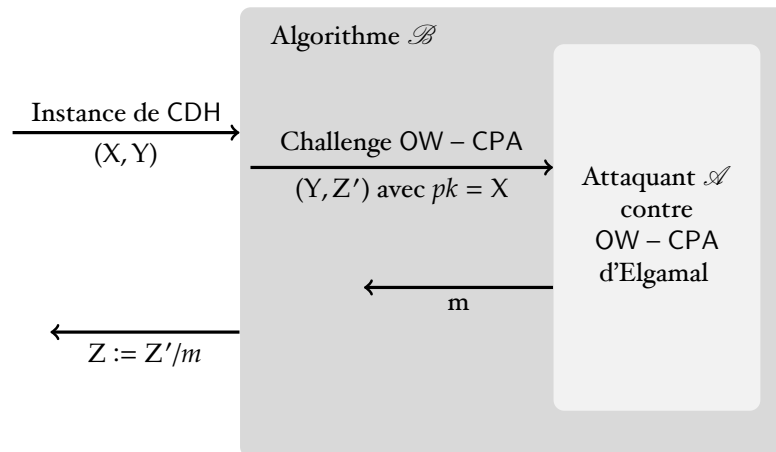 Algorithme ℬ
Instance de CDH
(X, Y)
Challenge OW – CPA
(Y, Z′) avec pk = X
Attaquant 𝒜
contre
OW – CPA
d'Elgamal
m
Z := Z′/m